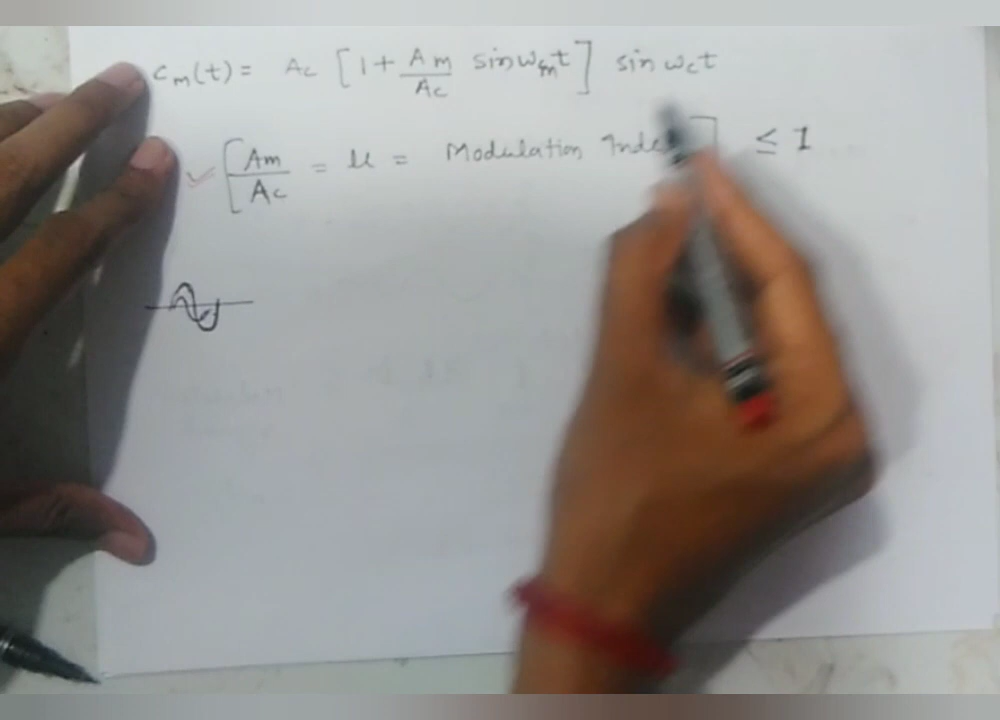 Cm(t) = Ac [1 + Am/Ac sin ωmt] sin ωct
[Am/Ac = μ = Modulation Index] ≤ 1